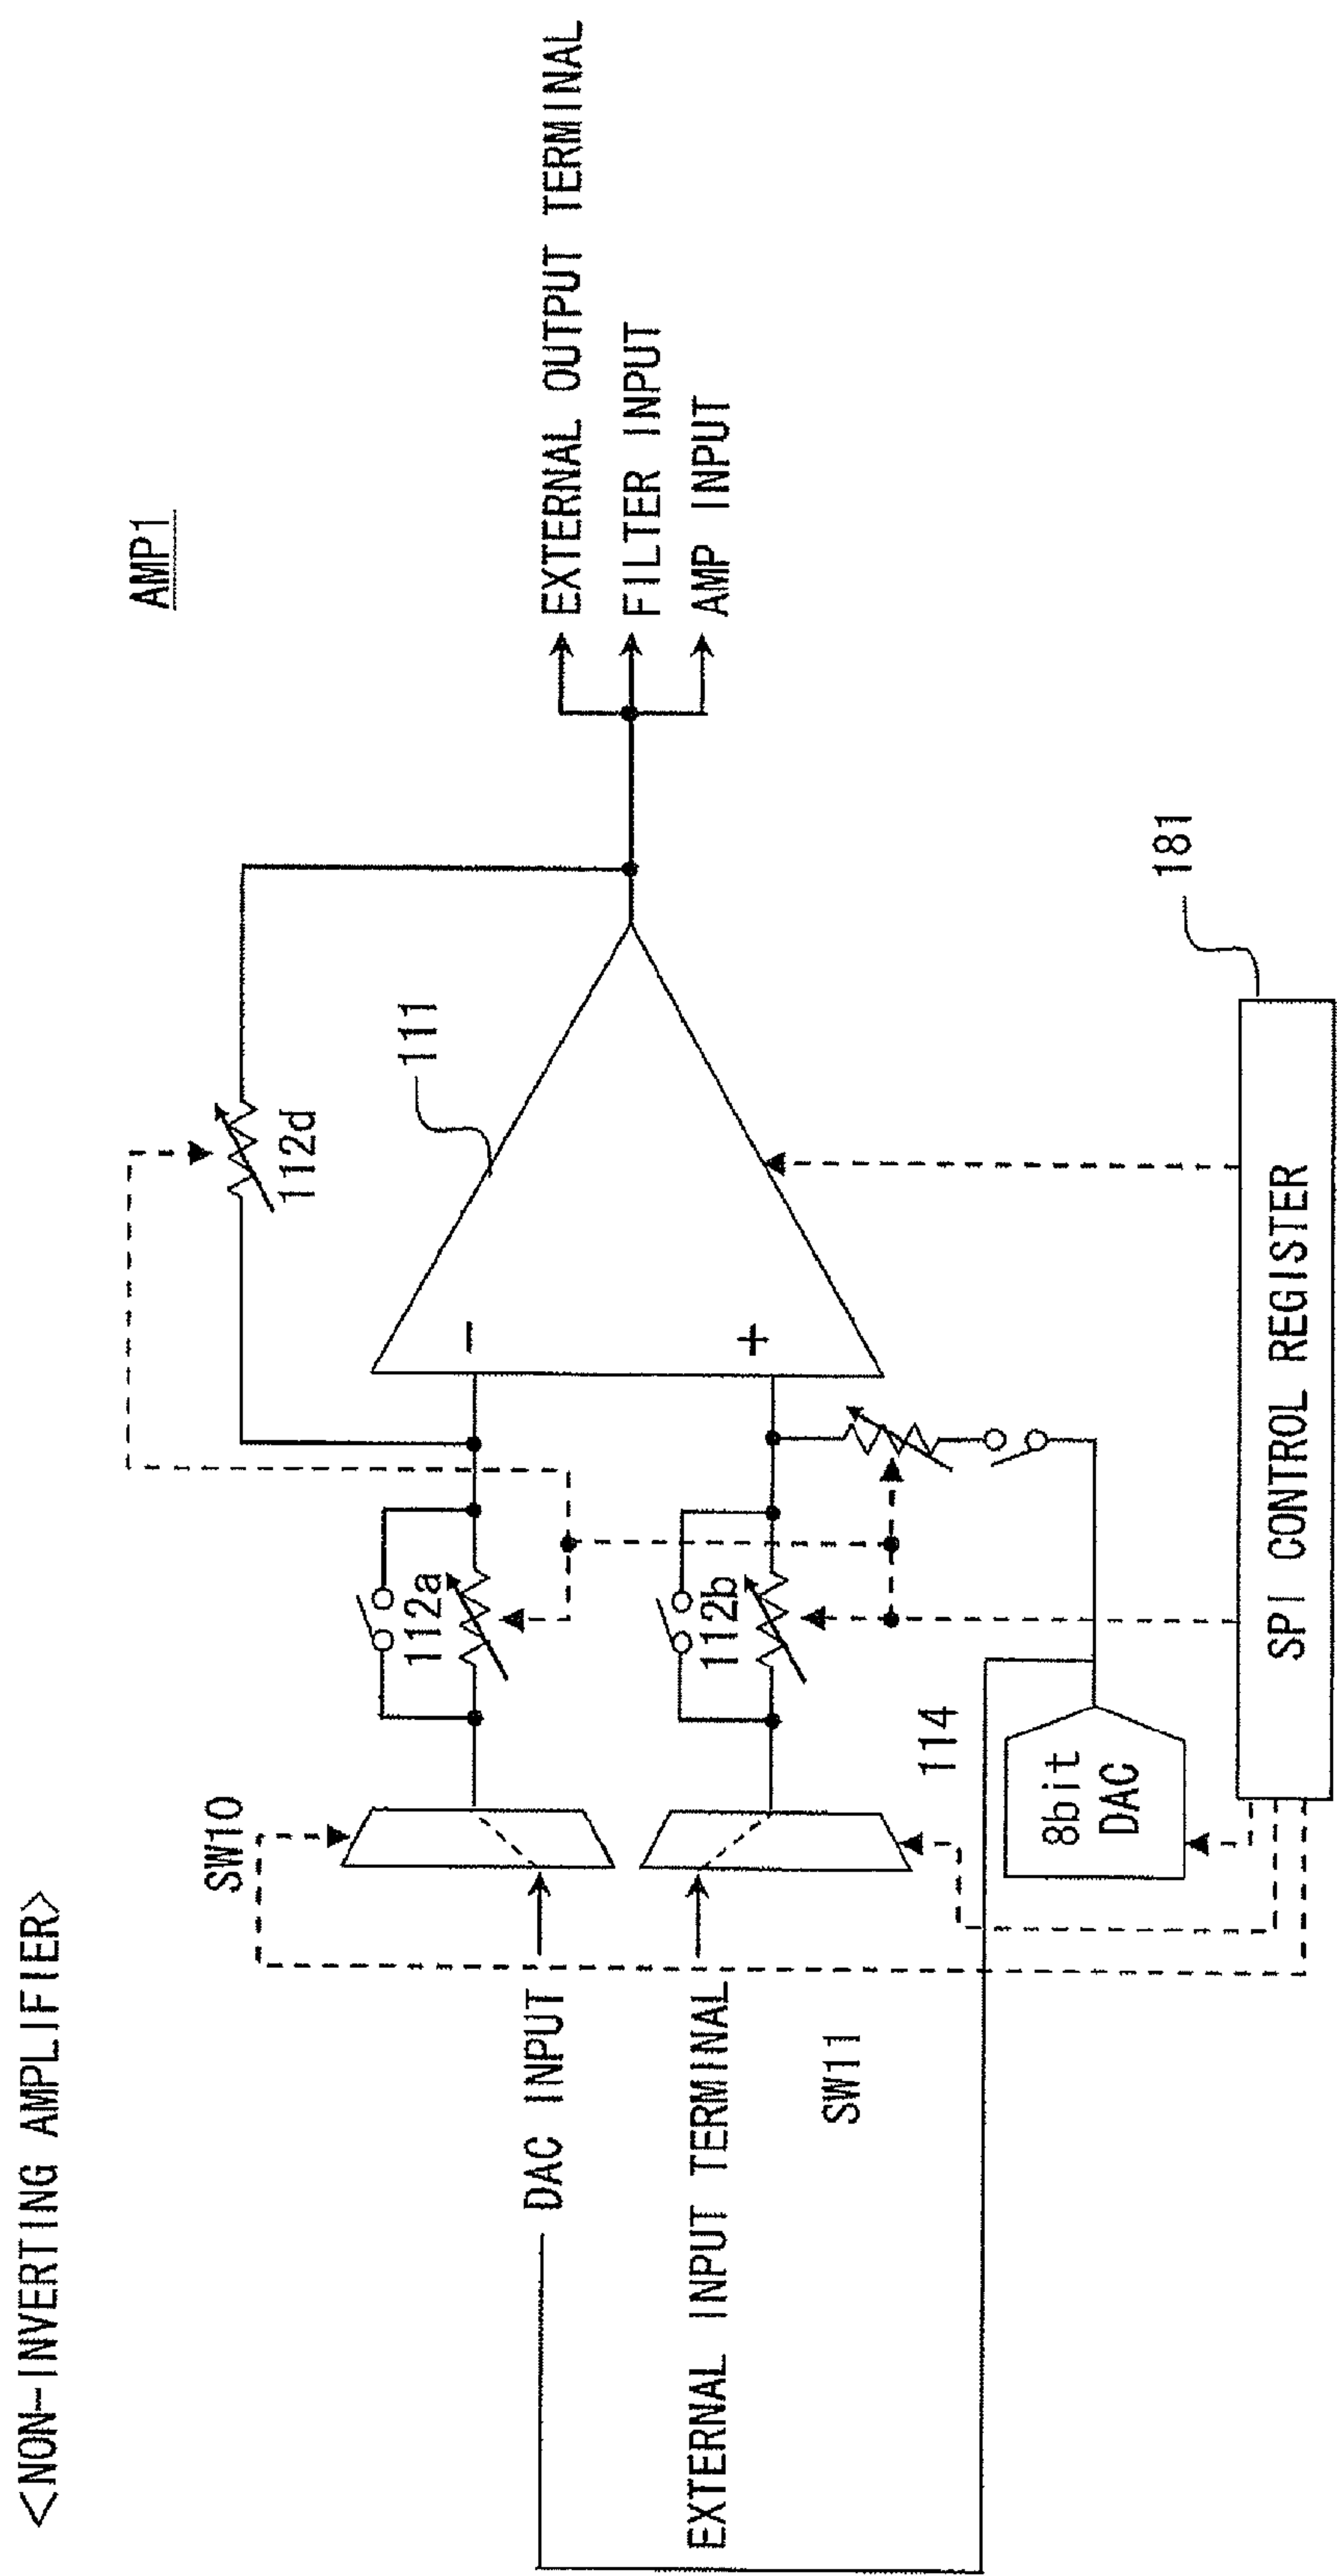 <NON-INVERTING AMPLIFIER>
AMP1
SW10
112d
111
112a
DAC INPUT
EXTERNAL OUTPUT TERMINAL
FILTER INPUT
AMP INPUT
EXTERNAL INPUT TERMINAL
112b
SW11
114
8bit
DAC
181
SPI CONTROL REGISTER
−
+